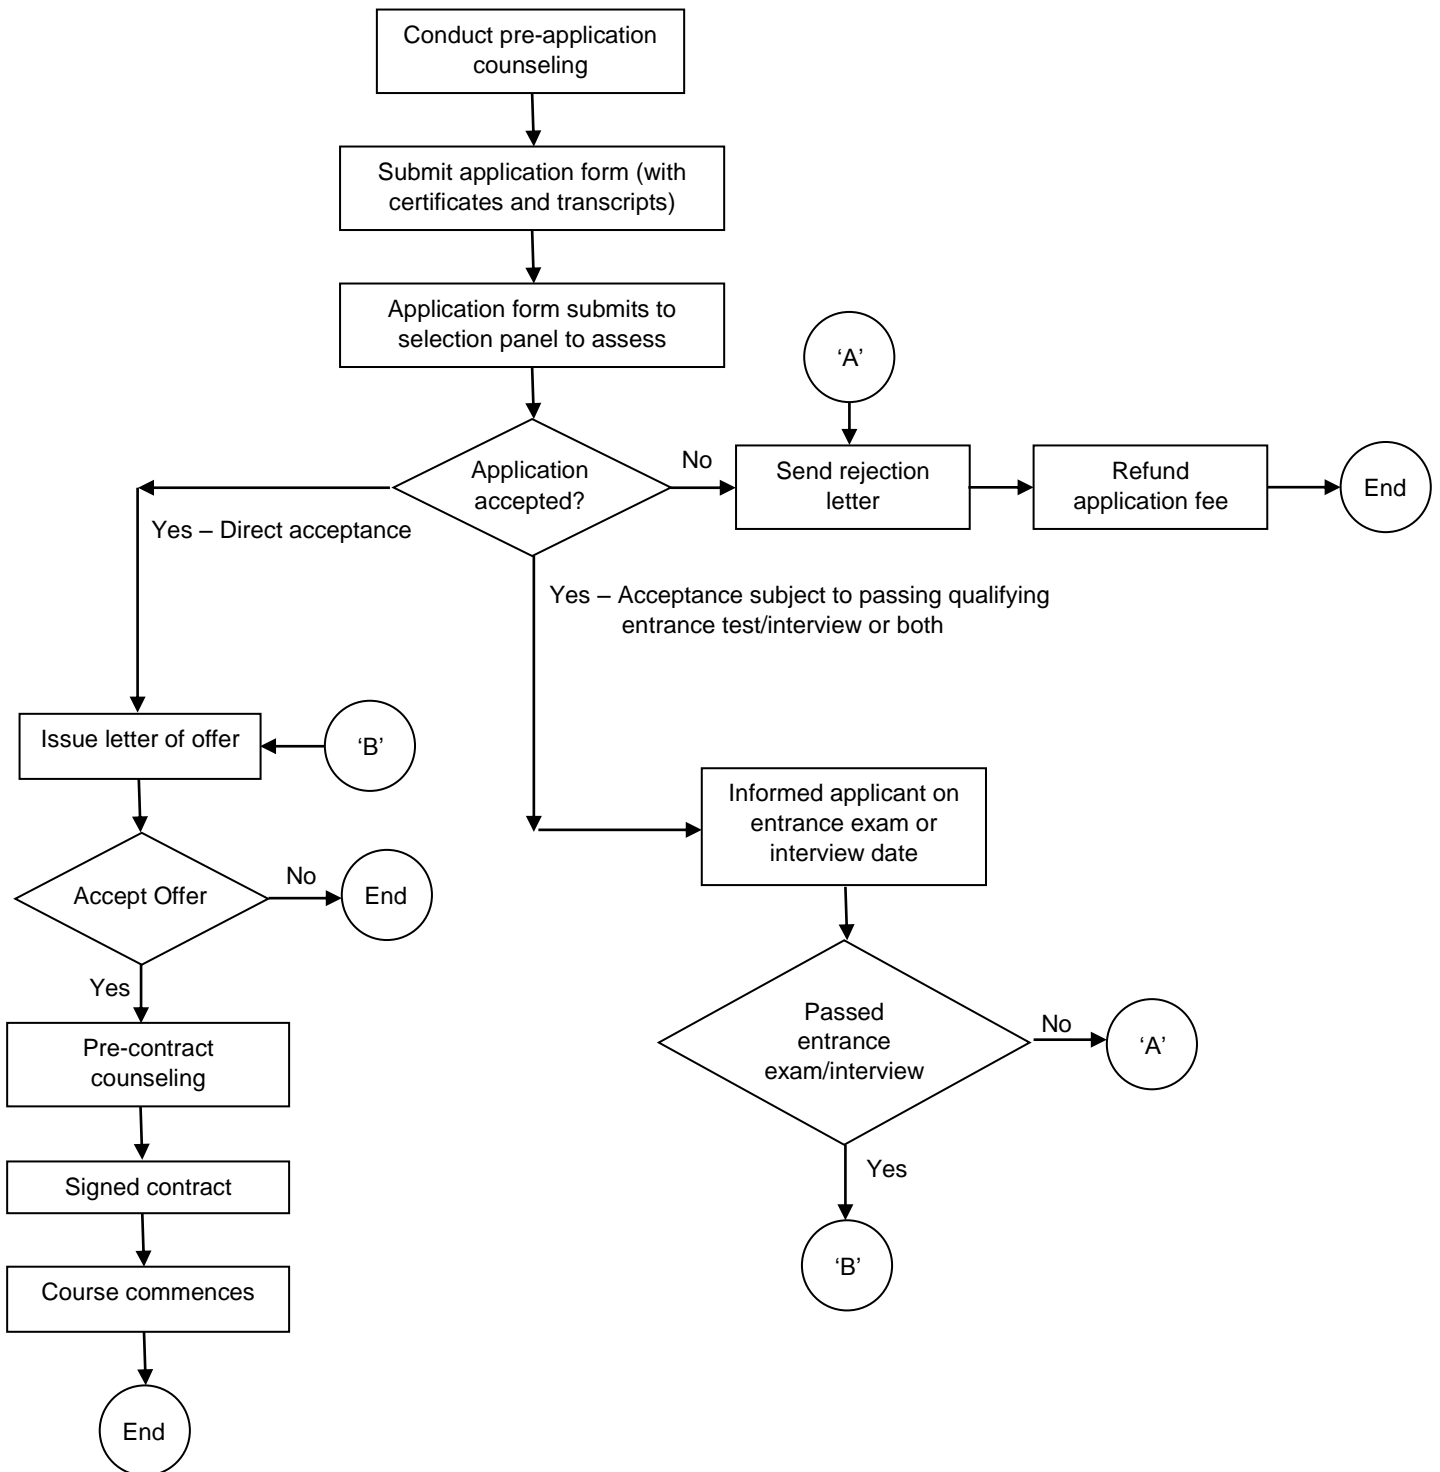 Conduct pre-application
counseling
Submit application form (with
certificates and transcripts)
Application form submits to
selection panel to assess
‘A’
Application
accepted?
No
Send rejection
letter
Refund
application fee
End
Yes – Direct acceptance
Yes – Acceptance subject to passing qualifying
entrance test/interview or both
Issue letter of offer
‘B’
Informed applicant on
entrance exam or
interview date
Accept Offer
No
End
Yes
Pre-contract
counseling
Passed
entrance
exam/interview
No
‘A’
Signed contract
Yes
‘B’
Course commences
End